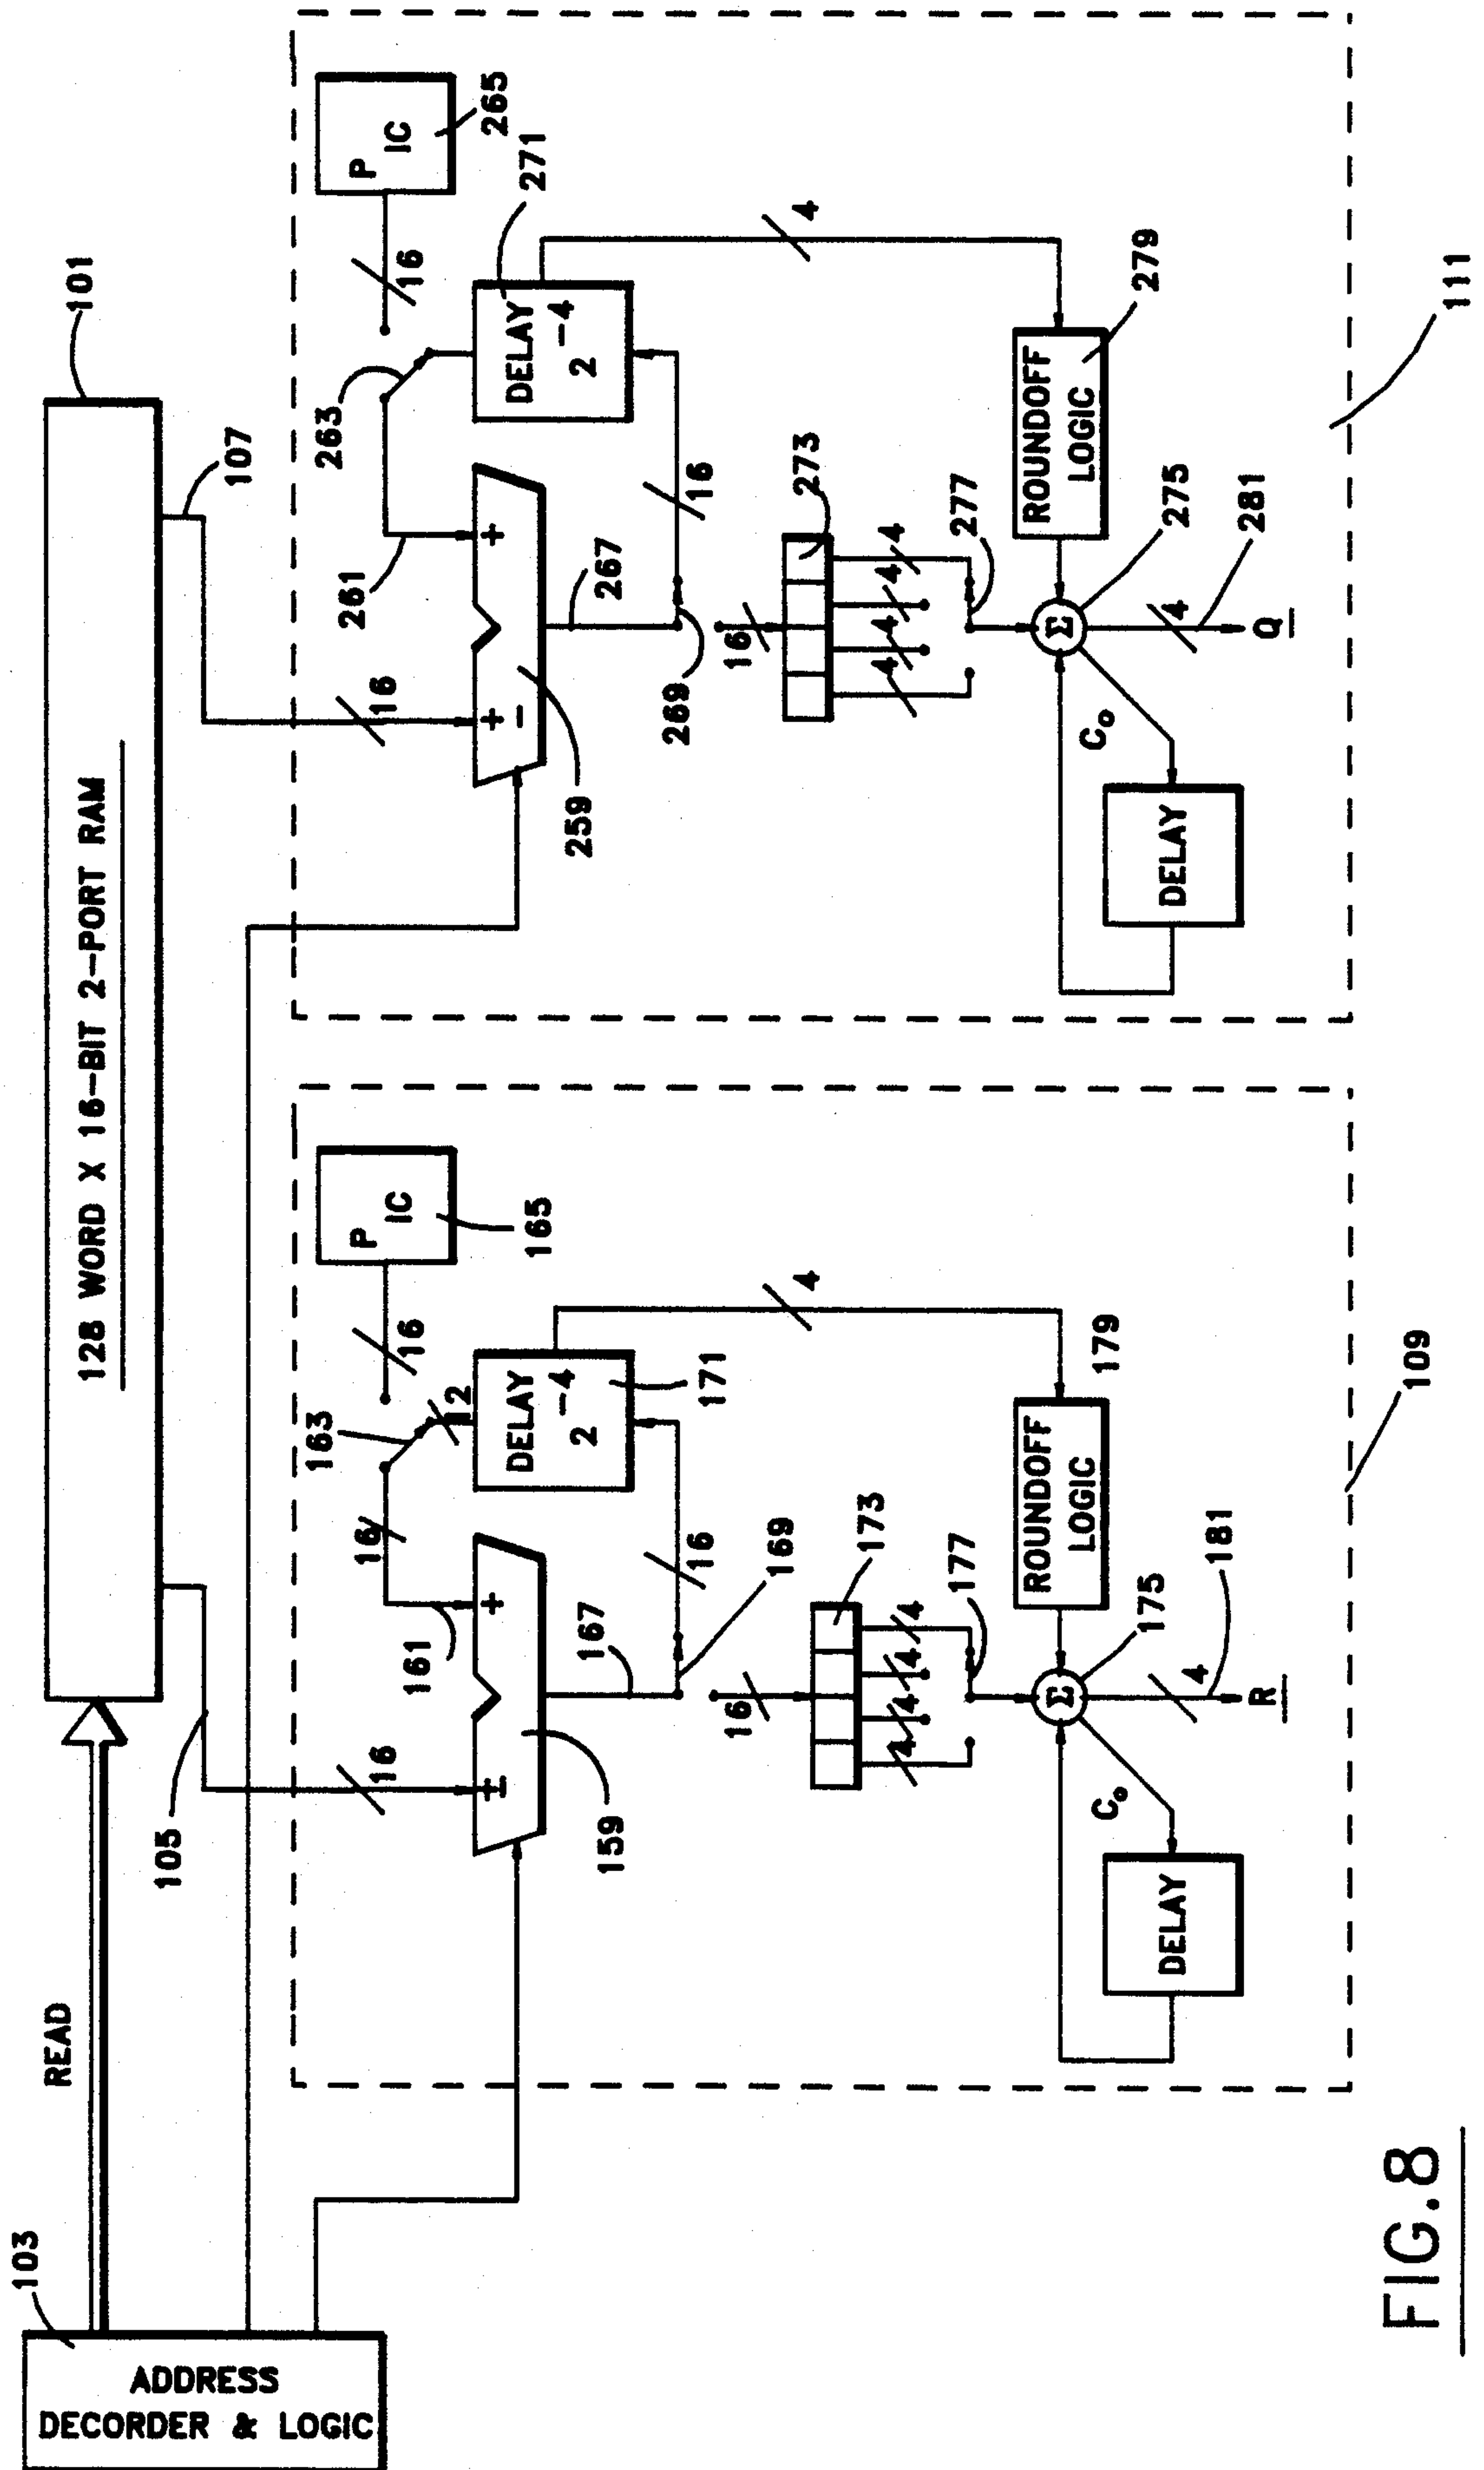 103
ADDRESS
DECORDER & LOGIC
READ
128 WORD X 16-BIT 2-PORT RAM
101
105
107
16
159
+
-
+
161
16
163
12
16
P IC
165
DELAY
2^-4
171
167
169
16
16
173
4
4
4
4
177
4
ROUNDOFF
LOGIC
179
Σ
175
C₀
DELAY
4
181
R
109
16
259
+
-
+
261
263
16
P IC
265
DELAY
2^-4
271
267
269
16
16
273
4
4
4
4
277
4
ROUNDOFF
LOGIC
279
Σ
275
C₀
DELAY
4
281
Q
111
FIG.8